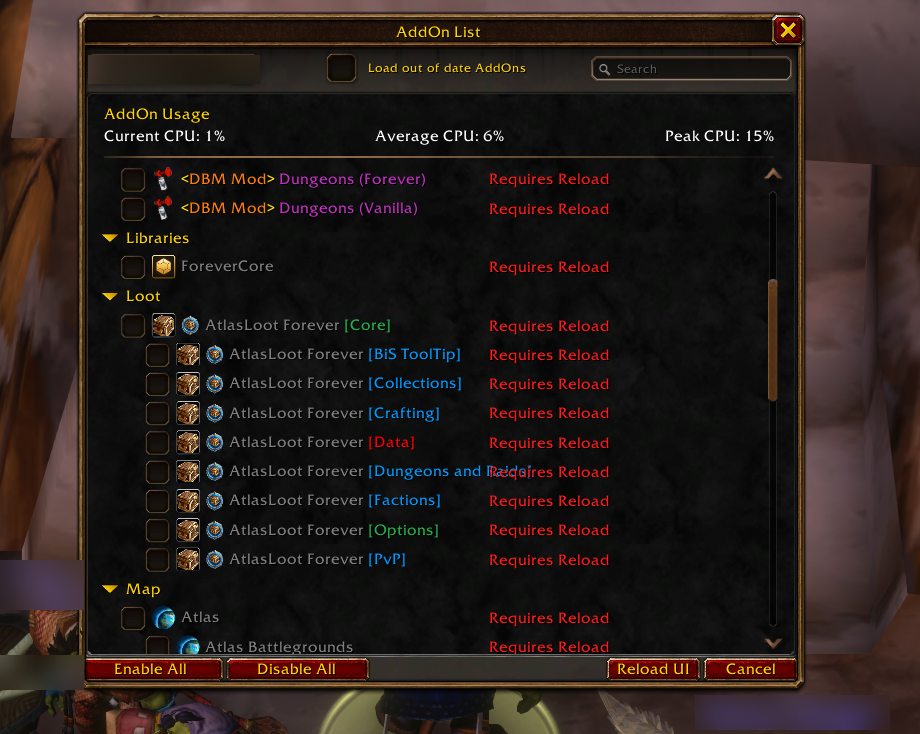 AddOn List
Load out of date AddOns
Search
AddOn Usage
Current CPU: 1% Average CPU: 6% Peak CPU: 15%
<DBM Mod> Dungeons (Forever) Requires Reload
<DBM Mod> Dungeons (Vanilla) Requires Reload
Libraries
ForeverCore Requires Reload
Loot
AtlasLoot Forever [Core] Requires Reload
AtlasLoot Forever [BiS ToolTip] Requires Reload
AtlasLoot Forever [Collections] Requires Reload
AtlasLoot Forever [Crafting] Requires Reload
AtlasLoot Forever [Data] Requires Reload
AtlasLoot Forever [Dungeons and Raids] Requires Reload
AtlasLoot Forever [Factions] Requires Reload
AtlasLoot Forever [Options] Requires Reload
AtlasLoot Forever [PvP] Requires Reload
Map
Atlas Requires Reload
Atlas Battlegrounds Requires Reload
Enable All Disable All Reload UI Cancel